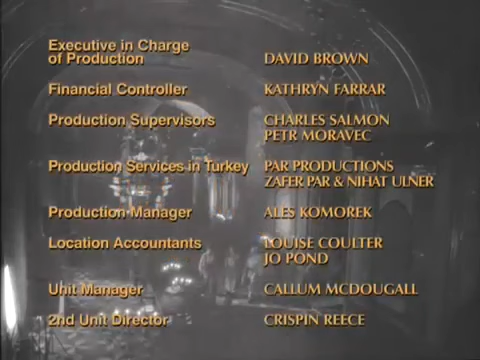 Executive in Charge
of Production DAVID BROWN
Financial Controller KATHRYN FARRAR
Production Supervisors CHARLES SALMON
PETR MORAVEC
Production Services in Turkey PAR PRODUCTIONS
ZAFER PAR & NIHAT ULNER
Production Manager ALES KOMOREK
Location Accountants LOUISE COULTER
JO POND
Unit Manager CALLUM MCDOUGALL
2nd Unit Director CRISPIN REECE